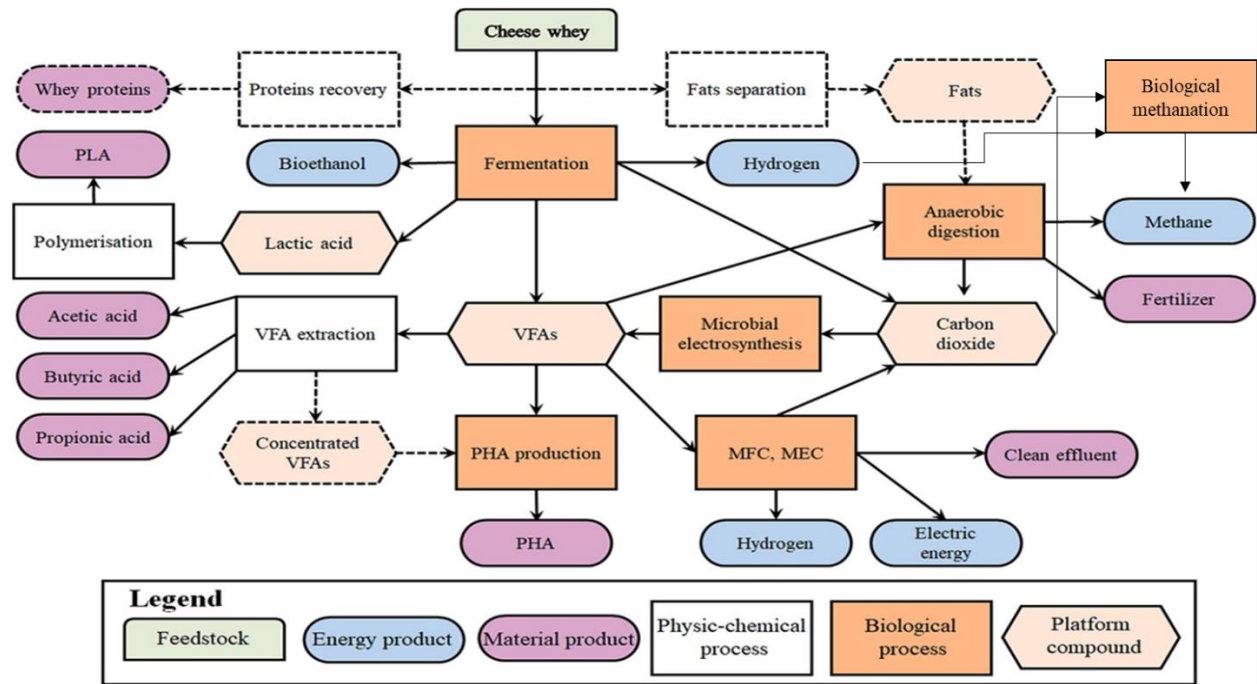 Cheese whey
Whey proteins
Proteins recovery
Fats separation
Fats
Biological
methanation
PLA
Bioethanol
Fermentation
Hydrogen
Polymerisation
Lactic acid
Anaerobic
digestion
Methane
Fertilizer
Acetic acid
VFA extraction
VFAs
Microbial
electrosynthesis
Carbon
dioxide
Butyric acid
Propionic acid
Concentrated
VFAs
PHA production
MFC, MEC
Clean effluent
PHA
Hydrogen
Electric
energy
Legend
Feedstock
Energy product
Material product
Physic-chemical
process
Biological
process
Platform
compound